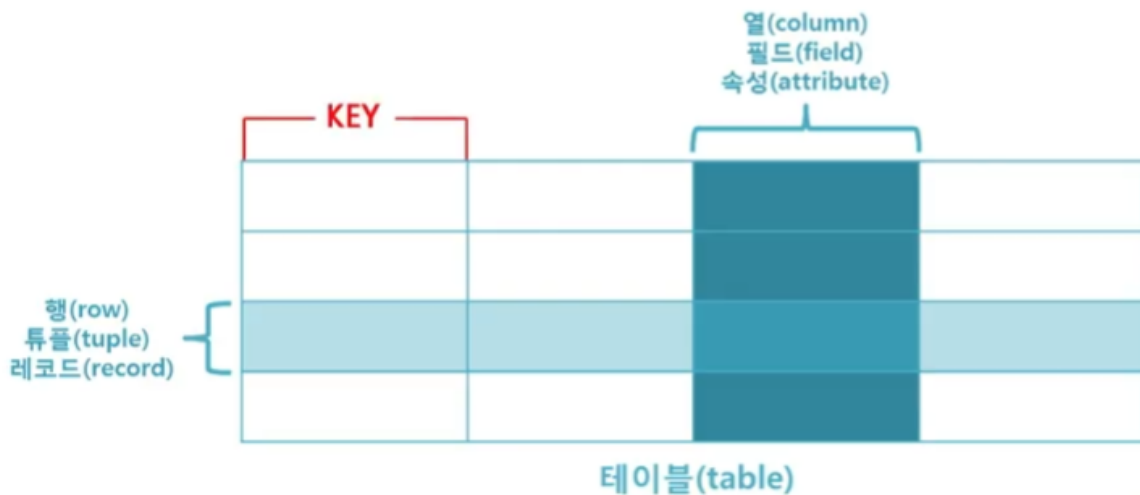 열(column)
필드(field)
속성(attribute)
KEY
행(row)
튜플(tuple)
레코드(record)
테이블(table)